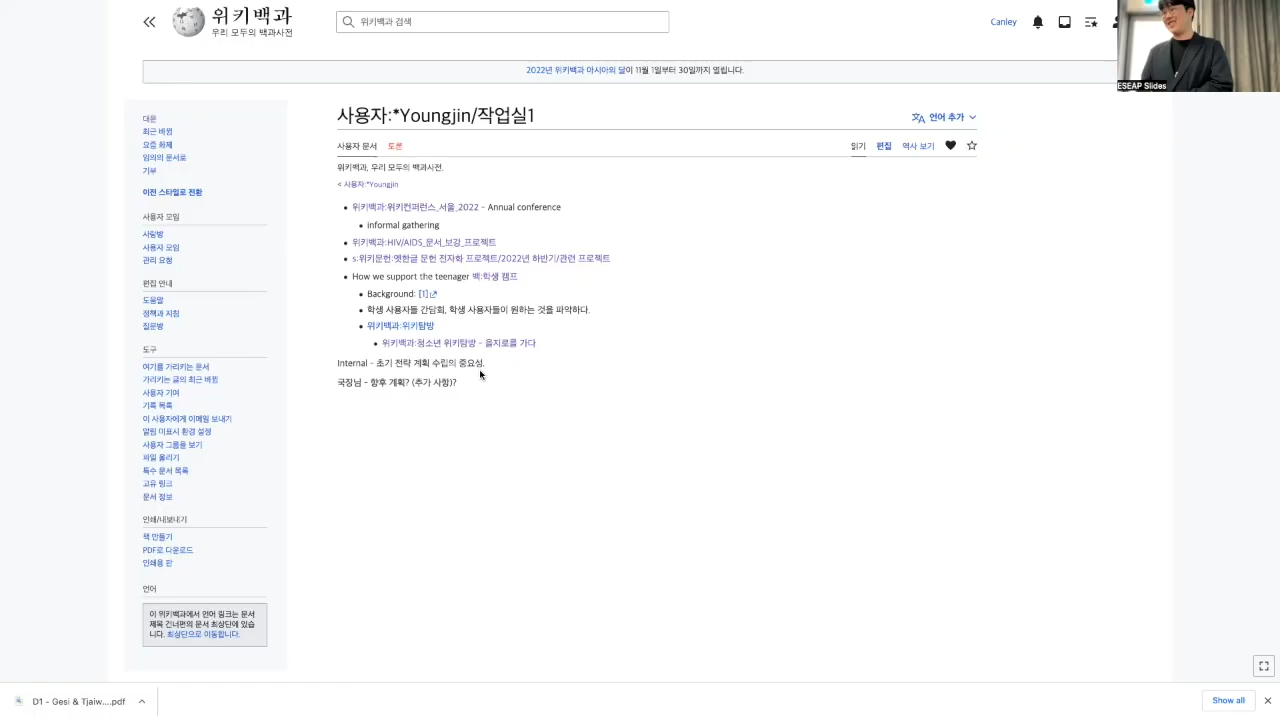 위키백과
우리 모두의 백과사전
위키백과 검색
Canley
2022년 위키백과 아시아의 달이 11월 1일부터 30일까지 열립니다.
ESEAP Slides
대문
최근 바뀜
요즘 화제
임의의 문서로
기부
이전 스타일로 전환
사용자 모임
사랑방
사용자 모임
관리 요청
편집 안내
도움말
정책과 지침
질문방
도구
여기를 가리키는 문서
가리키는 글의 최근 바뀜
사용자 기여
기록 목록
이 사용자에게 이메일 보내기
알림 미표시 환경 설정
사용자 그룹을 보기
파일 올리기
특수 문서 목록
고유 링크
문서 정보
인쇄/내보내기
책 만들기
PDF로 다운로드
인쇄용 판
언어
이 위키백과에서 언어 링크는 문서
제목 건너편의 문서 최상단에 있습
니다. 최상단으로 이동합니다.
사용자:*Youngjin/작업실1
언어 추가
사용자 문서 토론
읽기 편집 역사 보기
위키백과, 우리 모두의 백과사전.
< 사용자:*Youngjin
위키백과:위키컨퍼런스_서울_2022 - Annual conference
informal gathering
위키백과:HIV/AIDS_문서_보강_프로젝트
s:위키문헌:옛한글 문헌 전자화 프로젝트/2022년 하반기/관련 프로젝트
How we support the teenager 백:학생 캠프
Background: [1]
학생 사용자들 간담회, 학생 사용자들이 원하는 것을 파악하다.
위키백과:위키탐방
위키백과:청소년 위키탐방 - 을지로를 가다
Internal - 초기 전략 계획 수립의 중요성.
국장님 - 향후 계획? (추가 사항)?
D1 - Gesi & Tjaiw....pdf
Show all